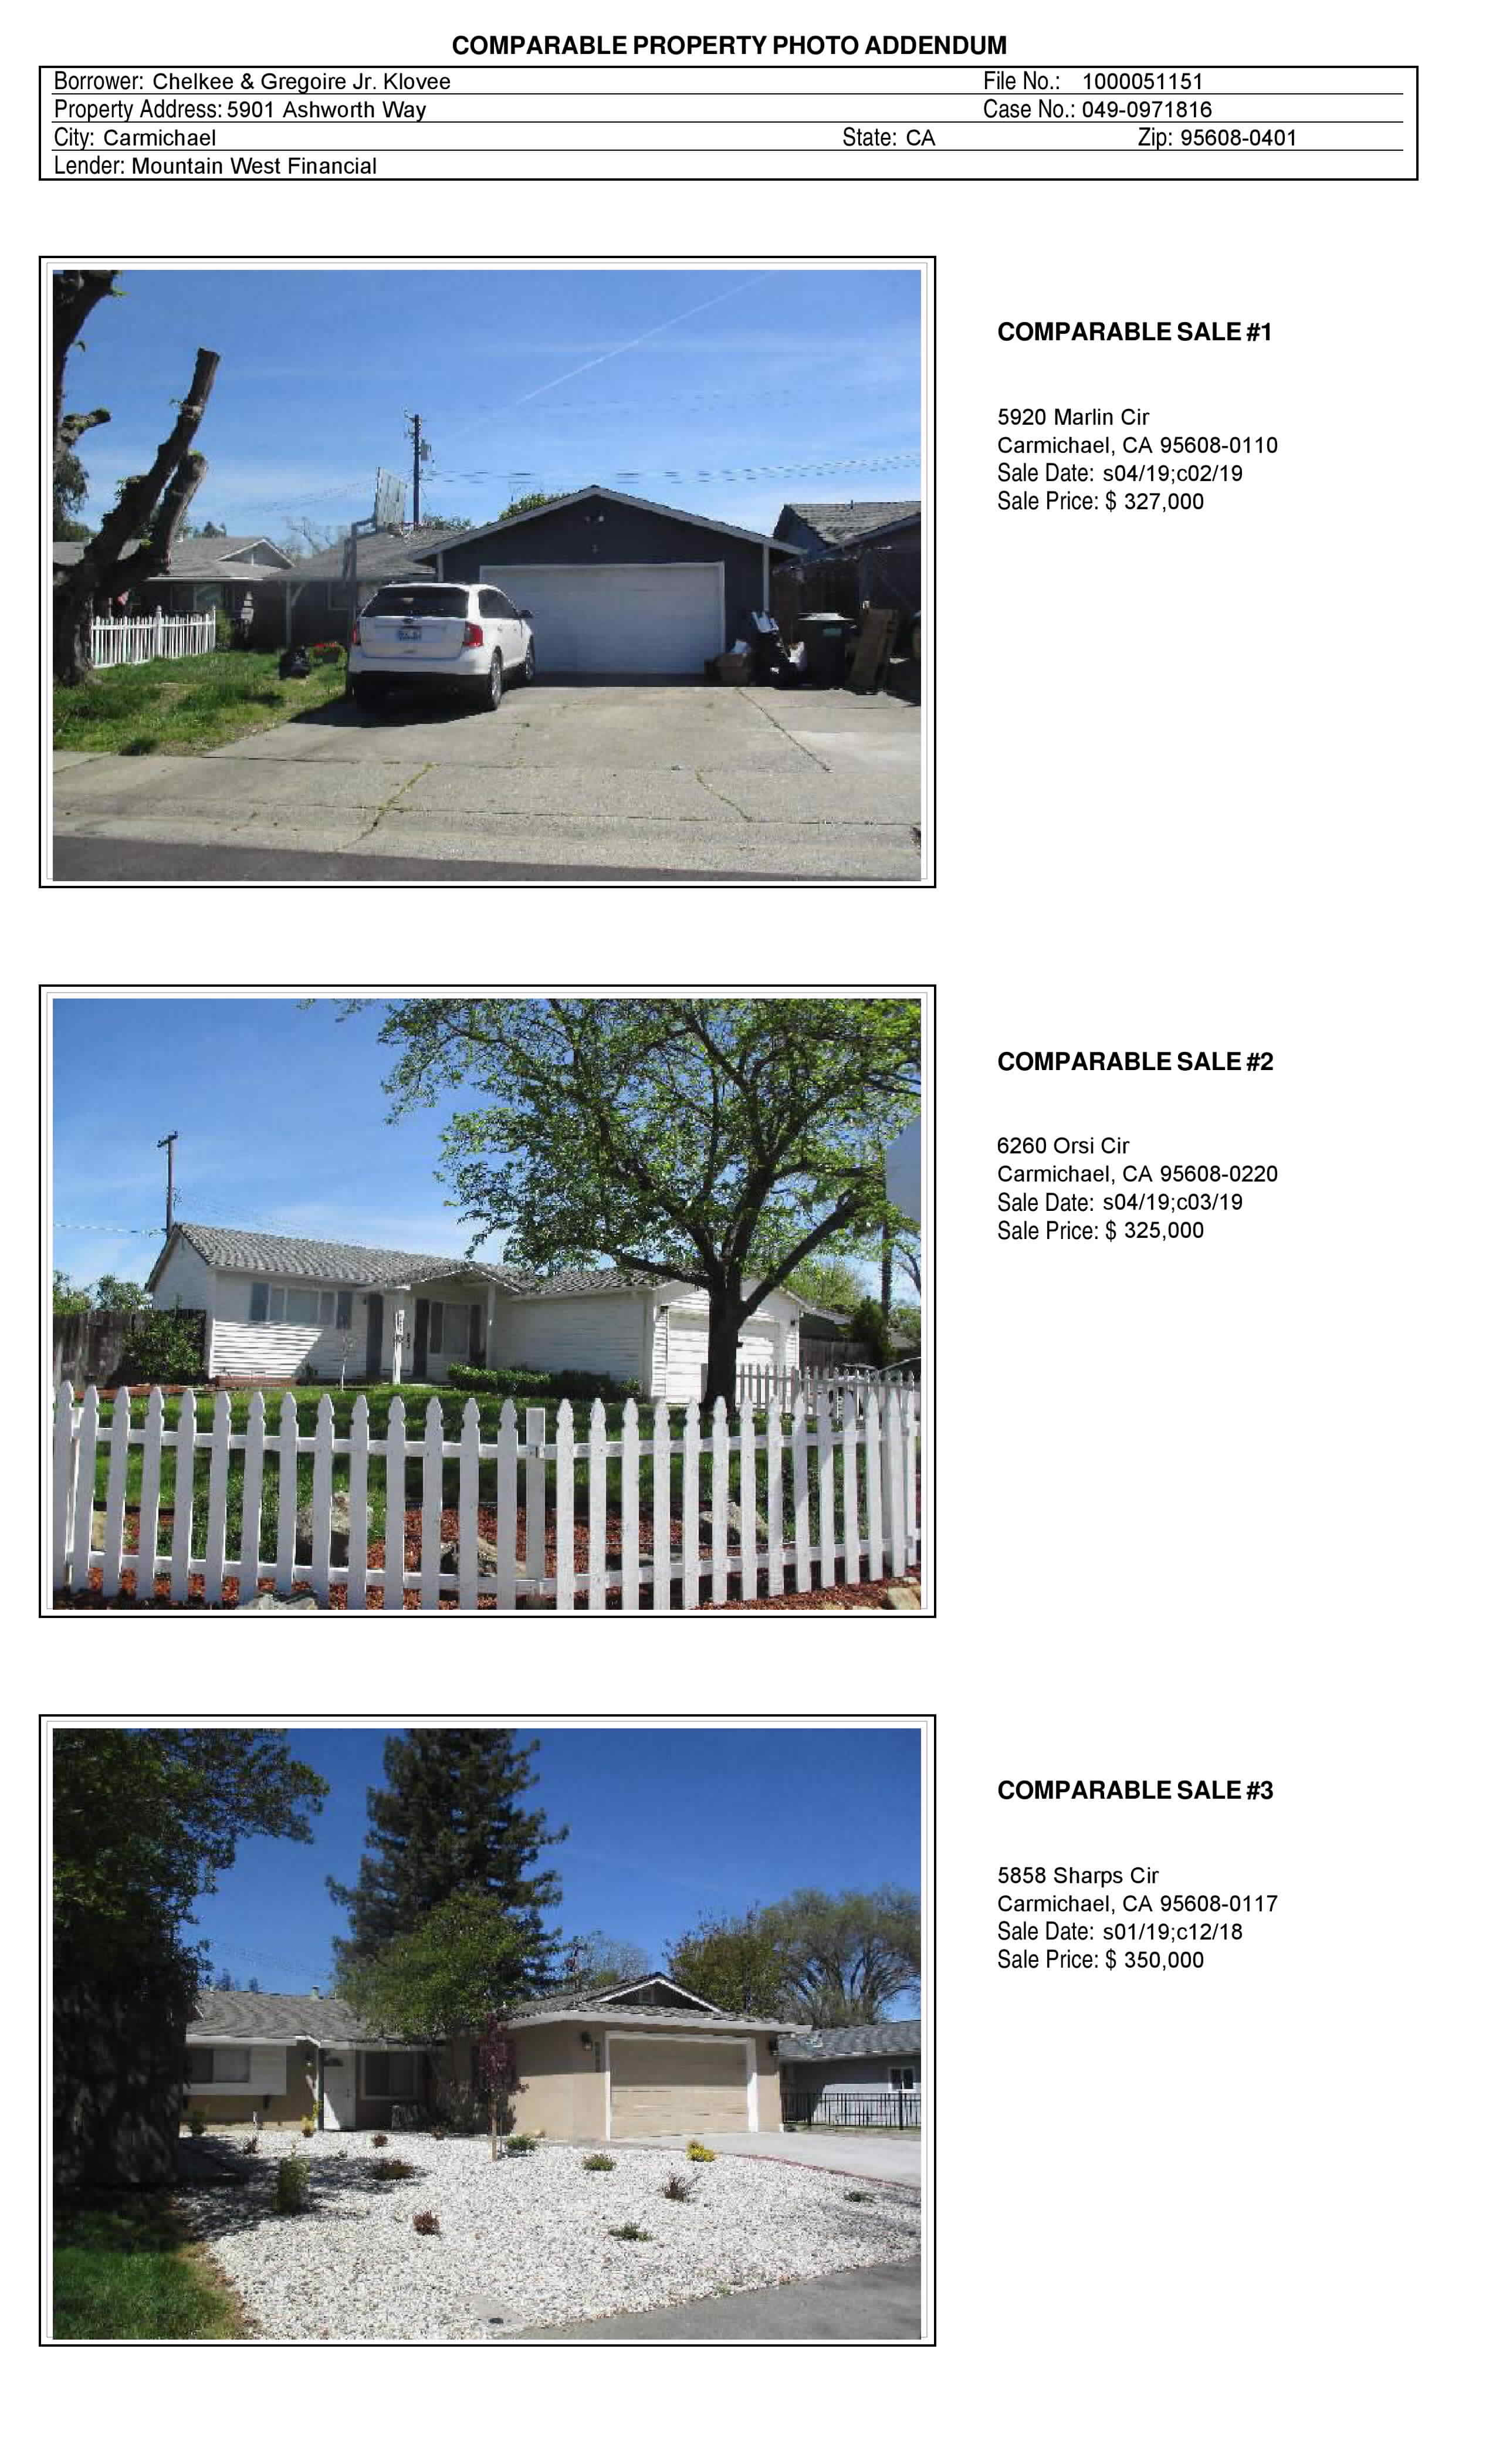 COMPARABLE PROPERTY PHOTO ADDENDUM
Borrower: Chelkee & Gregoire Jr. Klovee File No.: 1000051151
Property Address: 5901 Ashworth Way Case No.: 049-0971816
City: Carmichael State: CA Zip: 95608-0401
Lender: Mountain West Financial
COMPARABLE SALE #1
5920 Marlin Cir
Carmichael, CA 95608-0110
Sale Date: s04/19;c02/19
Sale Price: $ 327,000
COMPARABLE SALE #2
6260 Orsi Cir
Carmichael, CA 95608-0220
Sale Date: s04/19;c03/19
Sale Price: $ 325,000
COMPARABLE SALE #3
5858 Sharps Cir
Carmichael, CA 95608-0117
Sale Date: s01/19;c12/18
Sale Price: $ 350,000